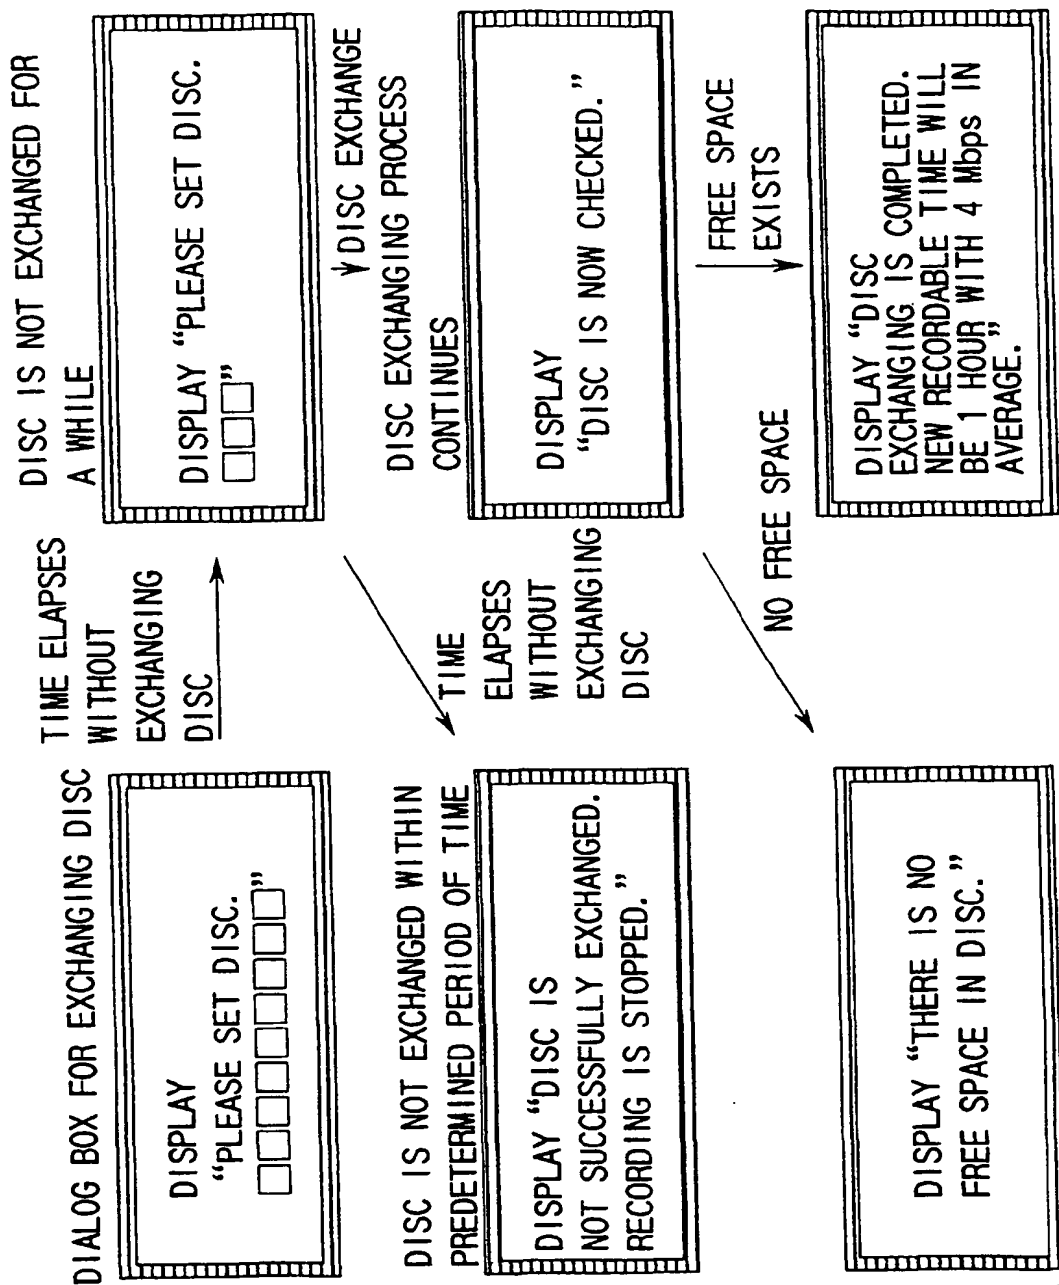 DIALOG BOX FOR EXCHANGING DISC
DISPLAY
“PLEASE SET DISC.
”
TIME ELAPSES
WITHOUT
EXCHANGING
DISC
DISC IS NOT EXCHANGED FOR
A WHILE
DISPLAY “PLEASE SET DISC.
”
DISC EXCHANGE
DISC IS NOT EXCHANGED WITHIN
PREDETERMINED PERIOD OF TIME
DISPLAY “DISC IS
NOT SUCCESSFULLY EXCHANGED.
RECORDING IS STOPPED.”
TIME
ELAPSES
WITHOUT
EXCHANGING
DISC
DISC EXCHANGING PROCESS
CONTINUES
DISPLAY
“DISC IS NOW CHECKED.”
FREE SPACE
EXISTS
NO FREE SPACE
DISPLAY “THERE IS NO
FREE SPACE IN DISC.”
DISPLAY “DISC
EXCHANGING IS COMPLETED.
NEW RECORDABLE TIME WILL
BE 1 HOUR WITH 4 Mbps IN
AVERAGE.”